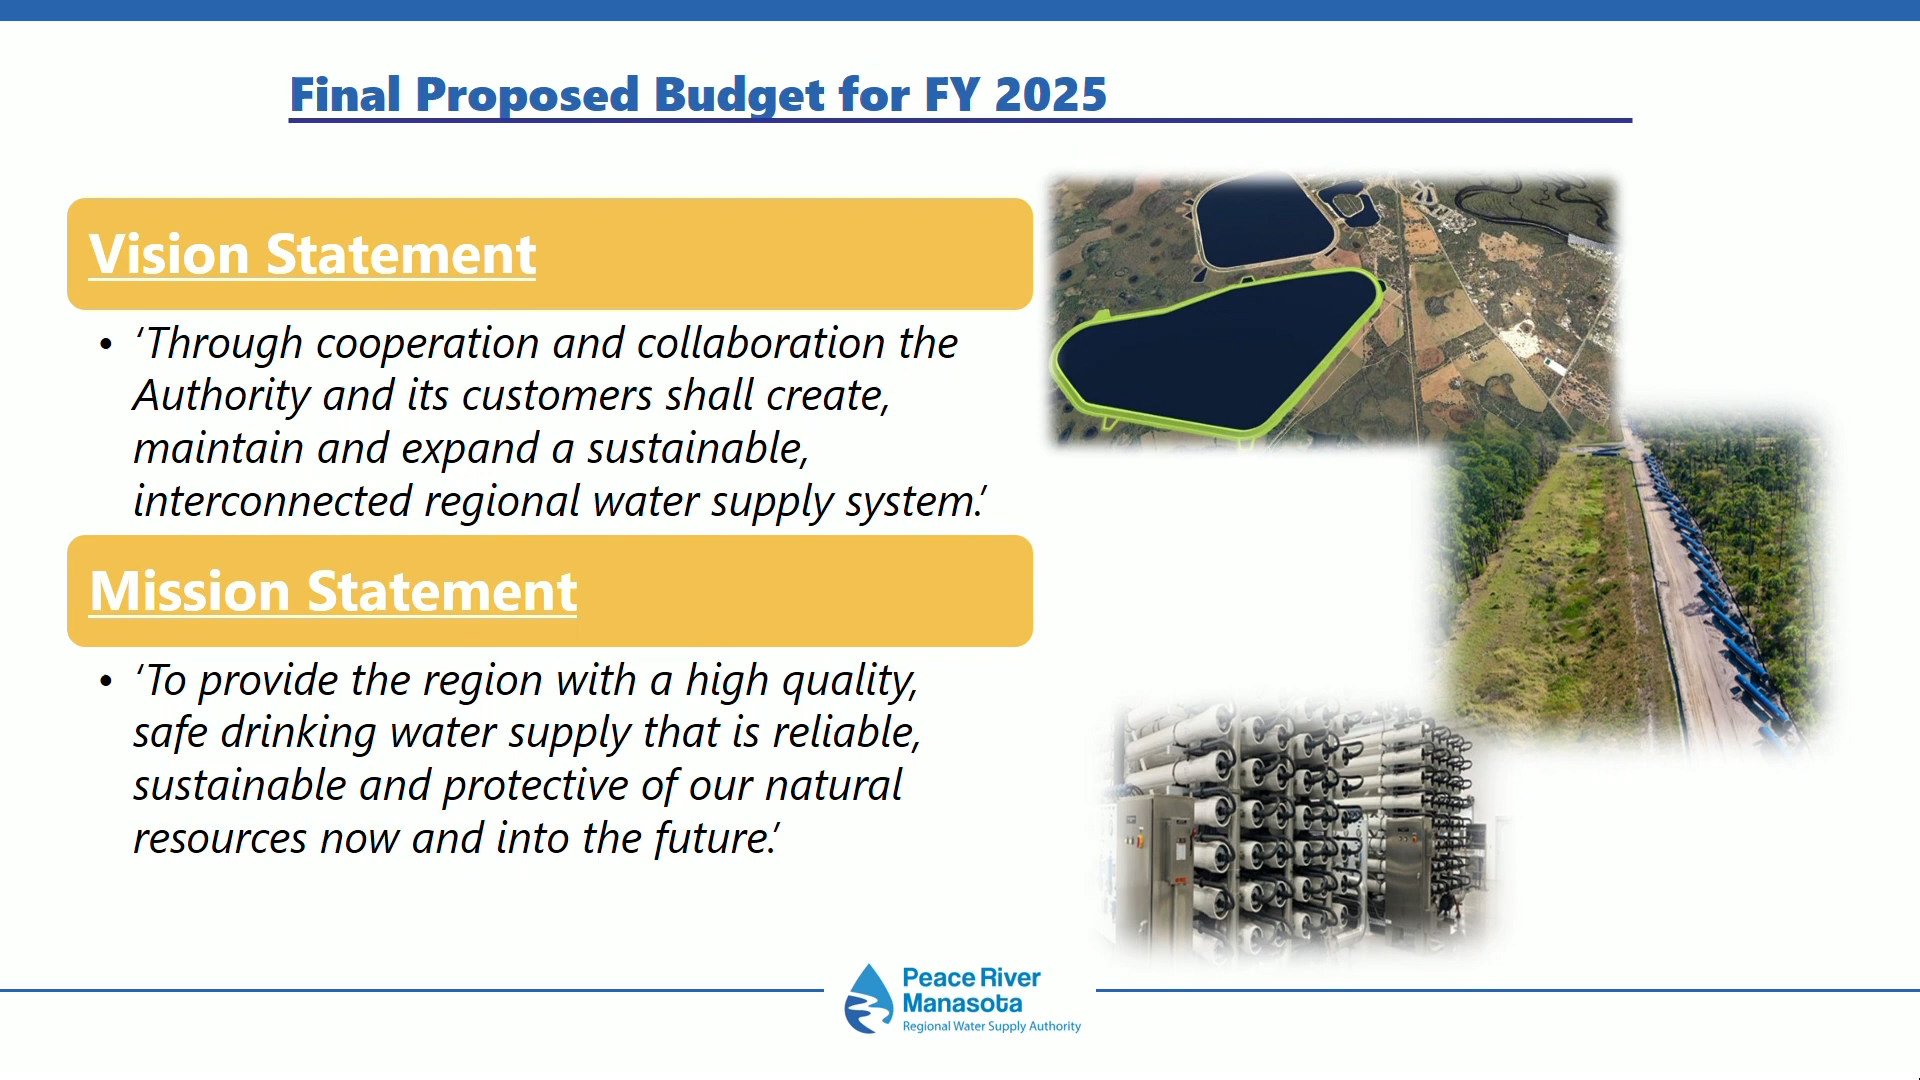 Final Proposed Budget for FY 2025
Vision Statement
• ‘Through cooperation and collaboration the
Authority and its customers shall create,
maintain and expand a sustainable,
interconnected regional water supply system.’
Mission Statement
• ‘To provide the region with a high quality,
safe drinking water supply that is reliable,
sustainable and protective of our natural
resources now and into the future.’
Peace River
Manasota
Regional Water Supply Authority